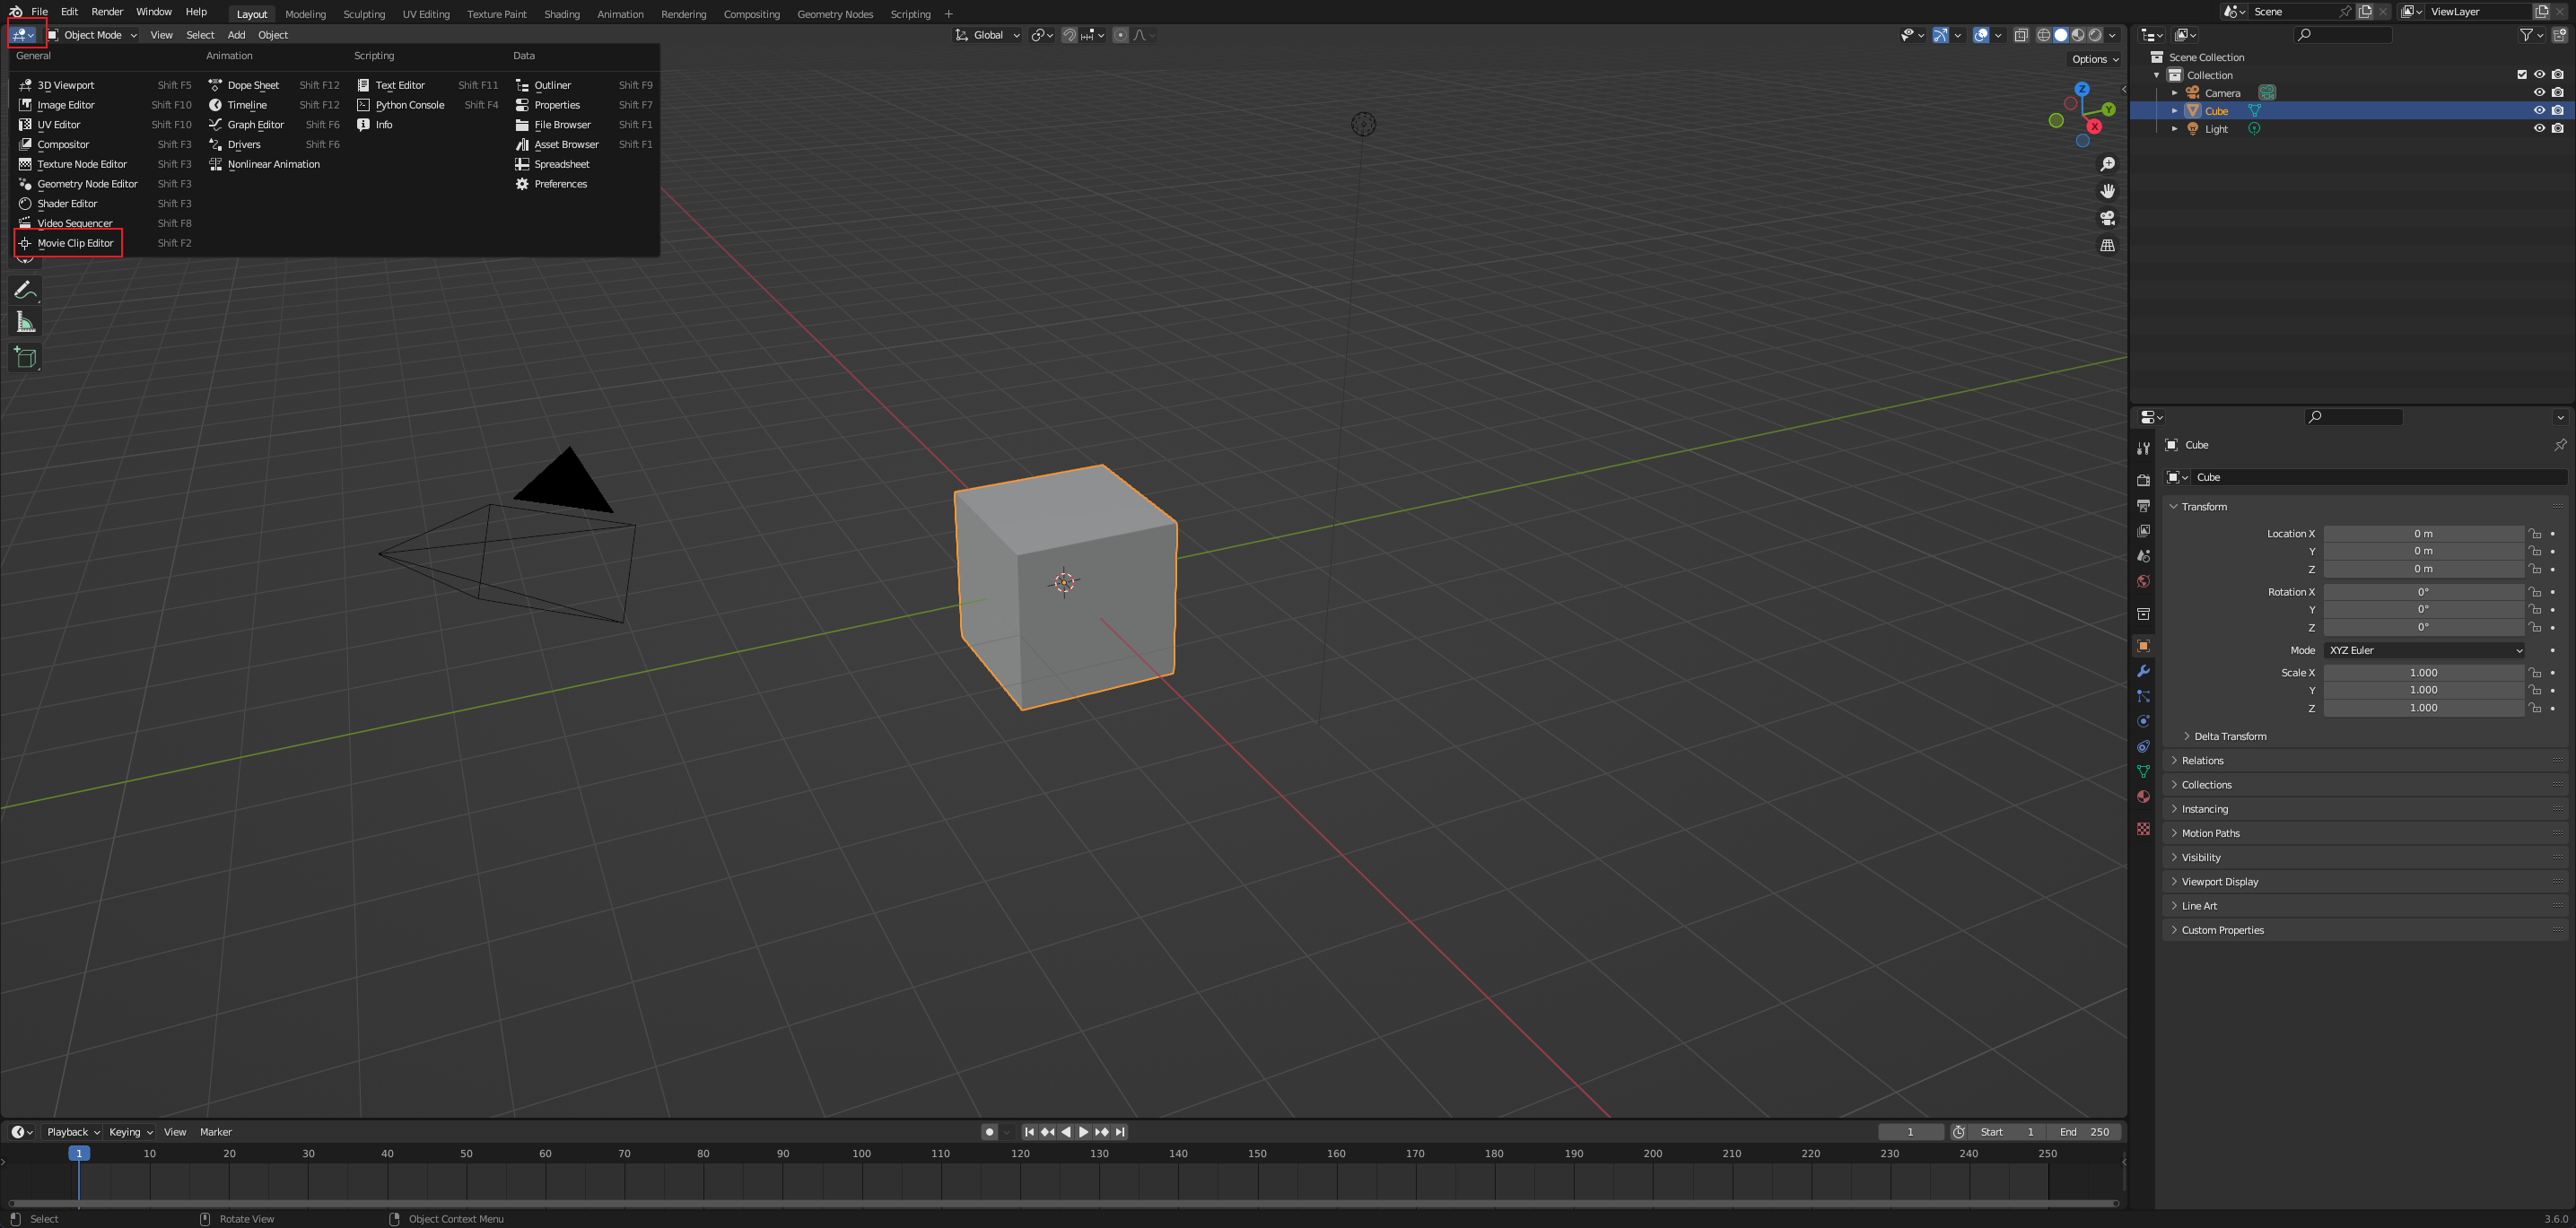 File Edit Render Window Help Layout Modeling Sculpting UV Editing Texture Paint Shading Animation Rendering Compositing Geometry Nodes Scripting + Scene ViewLayer
Object Mode View Select Add Object Global
Options
General Animation Scripting Data
3D Viewport Shift F5 Dope Sheet Shift F12 Text Editor Shift F11 Outliner Shift F9
Image Editor Shift F10 Timeline Shift F12 Python Console Shift F4 Properties Shift F7
UV Editor Shift F10 Graph Editor Shift F6 Info File Browser Shift F1
Compositor Shift F3 Drivers Shift F6 Asset Browser Shift F1
Texture Node Editor Shift F3 Nonlinear Animation Spreadsheet
Geometry Node Editor Shift F3 Preferences
Shader Editor Shift F3
Video Sequencer Shift F8
Movie Clip Editor Shift F2
Z
Y
X
Scene Collection
Collection
Camera
Cube
Light
Cube
Cube
Transform
Location X 0 m
Y 0 m
Z 0 m
Rotation X 0°
Y 0°
Z 0°
Mode XYZ Euler
Scale X 1.000
Y 1.000
Z 1.000
Delta Transform
Relations
Collections
Instancing
Motion Paths
Visibility
Viewport Display
Line Art
Custom Properties
Playback Keying View Marker 1 Start 1 End 250
1 10 20 30 40 50 60 70 80 90 100 110 120 130 140 150 160 170 180 190 200 210 220 230 240 250
Select Rotate View Object Context Menu 3.6.0